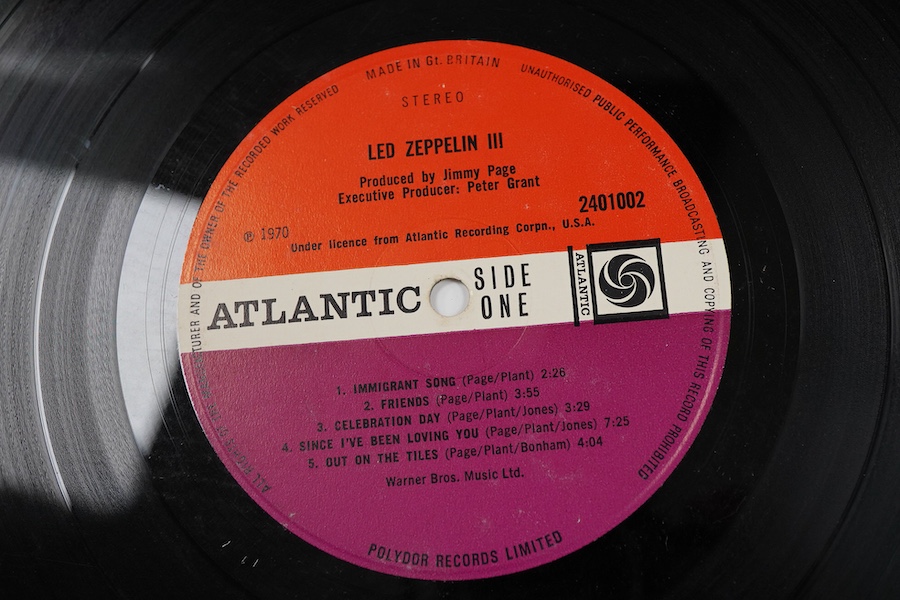 MADE IN Gt. BRITAIN
UNAUTHORISED PUBLIC PERFORMANCE BROADCASTING AND COPYING OF THIS RECORD PROHIBITED
TURER AND OF THE OWNER OF THE RECORDED WORK RESERVED
STEREO
LED ZEPPELIN III
Produced by Jimmy Page
Executive Producer: Peter Grant
2401002
℗ 1970
Under licence from Atlantic Recording Corpn., U.S.A.
ATLANTIC
SIDE
ONE
ATLANTIC
1. IMMIGRANT SONG (Page/Plant) 2:26
2. FRIENDS (Page/Plant) 3:55
3. CELEBRATION DAY (Page/Plant/Jones) 3:29
4. SINCE I'VE BEEN LOVING YOU (Page/Plant/Jones) 7:25
5. OUT ON THE TILES (Page/Plant/Bonham) 4:04
Warner Bros. Music Ltd.
POLYDOR RECORDS LIMITED